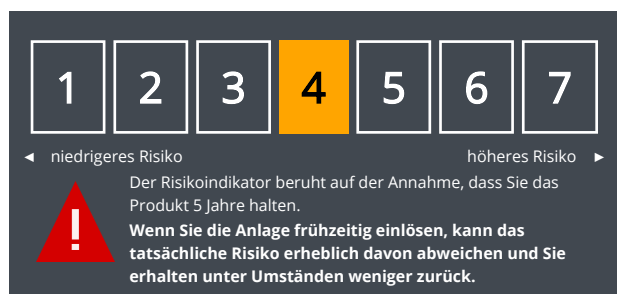 1 2 3 4 5 6 7
◄ niedrigeres Risiko höheres Risiko ►
Der Risikoindikator beruht auf der Annahme, dass Sie das
Produkt 5 Jahre halten.
!
Wenn Sie die Anlage frühzeitig einlösen, kann das
tatsächliche Risiko erheblich davon abweichen und Sie
erhalten unter Umständen weniger zurück.